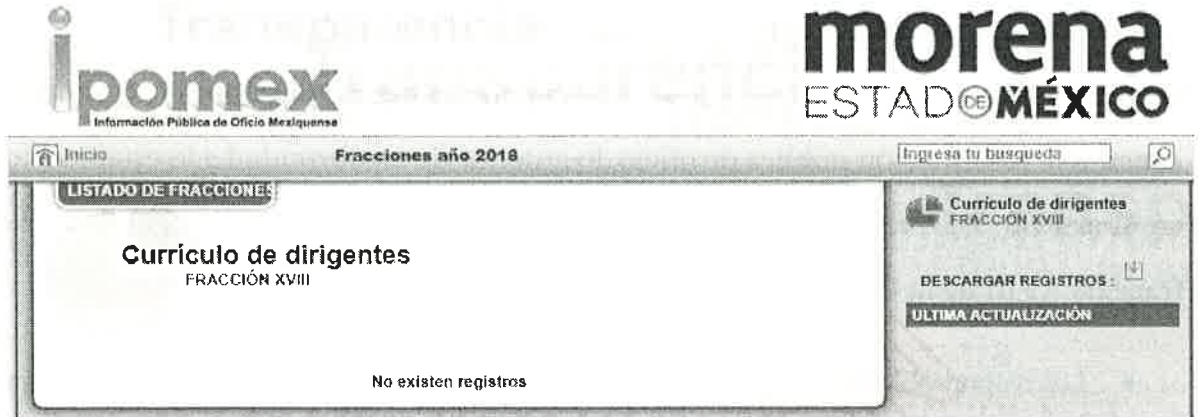 ipomex
Información Pública de Oficio Mexiquense
morena
ESTADO DE MÉXICO
Inicio
Fracciones año 2018
Ingresa tu busqueda
LISTADO DE FRACCIONES
Currículo de dirigentes
FRACCIÓN XVIII
No existen registros
Currículo de dirigentes
FRACCIÓN XVIII
DESCARGAR REGISTROS :
ULTIMA ACTUALIZACIÓN